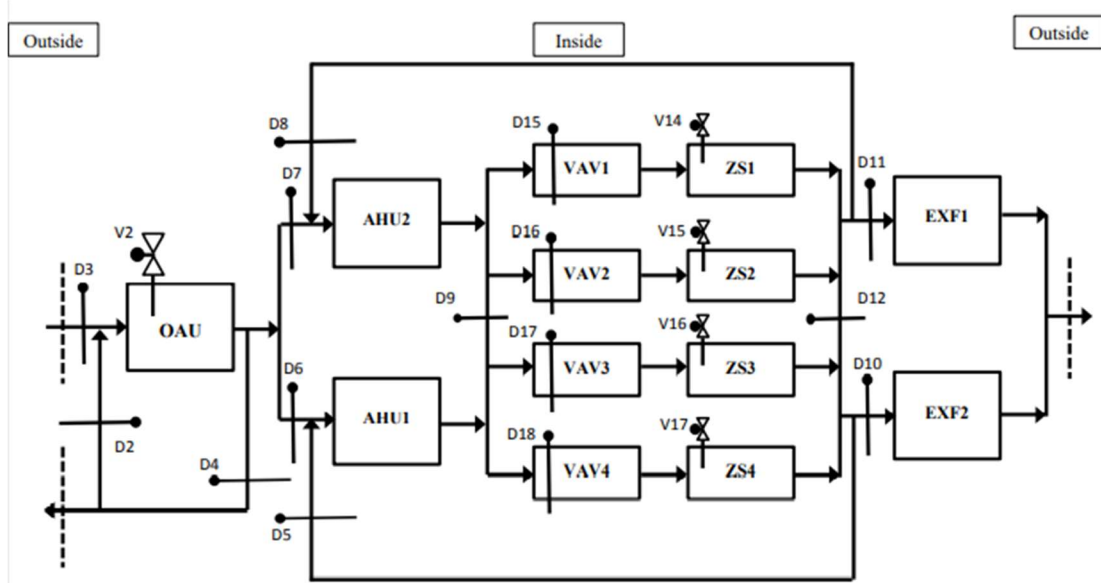 Outside
Inside
Outside
D8
D15
V14
D7
VAV1
ZS1
D11
AHU2
EXF1
V2
D16
V15
D3
VAV2
ZS2
D9
D12
OAU
D17
V16
D6
VAV3
ZS3
D10
AHU1
EXF2
D2
D18
V17
D4
VAV4
ZS4
D5